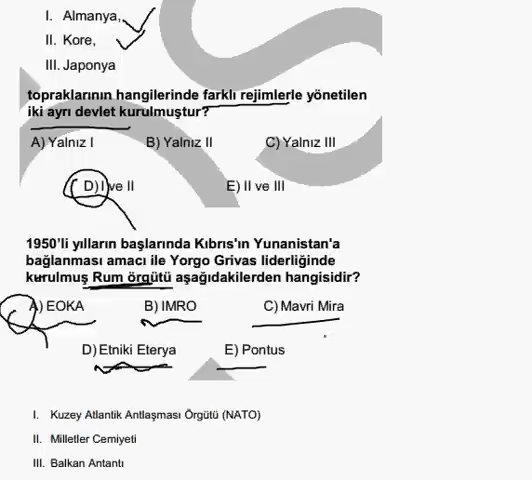 I. Almanya,
II. Kore,
III. Japonya
topraklarının hangilerinde farklı rejimlerle yönetilen
iki ayrı devlet kurulmuştur?
A) Yalnız I B) Yalnız II C) Yalnız III
D) I ve II E) II ve III
1950'li yılların başlarında Kıbrıs'ın Yunanistan'a
bağlanması amacı ile Yorgo Grivas liderliğinde
kurulmuş Rum örgütü aşağıdakilerden hangisidir?
A) EOKA B) IMRO C) Mavri Mira
D) Etniki Eterya E) Pontus
I. Kuzey Atlantik Antlaşması Örgütü (NATO)
II. Milletler Cemiyeti
III. Balkan Antantı